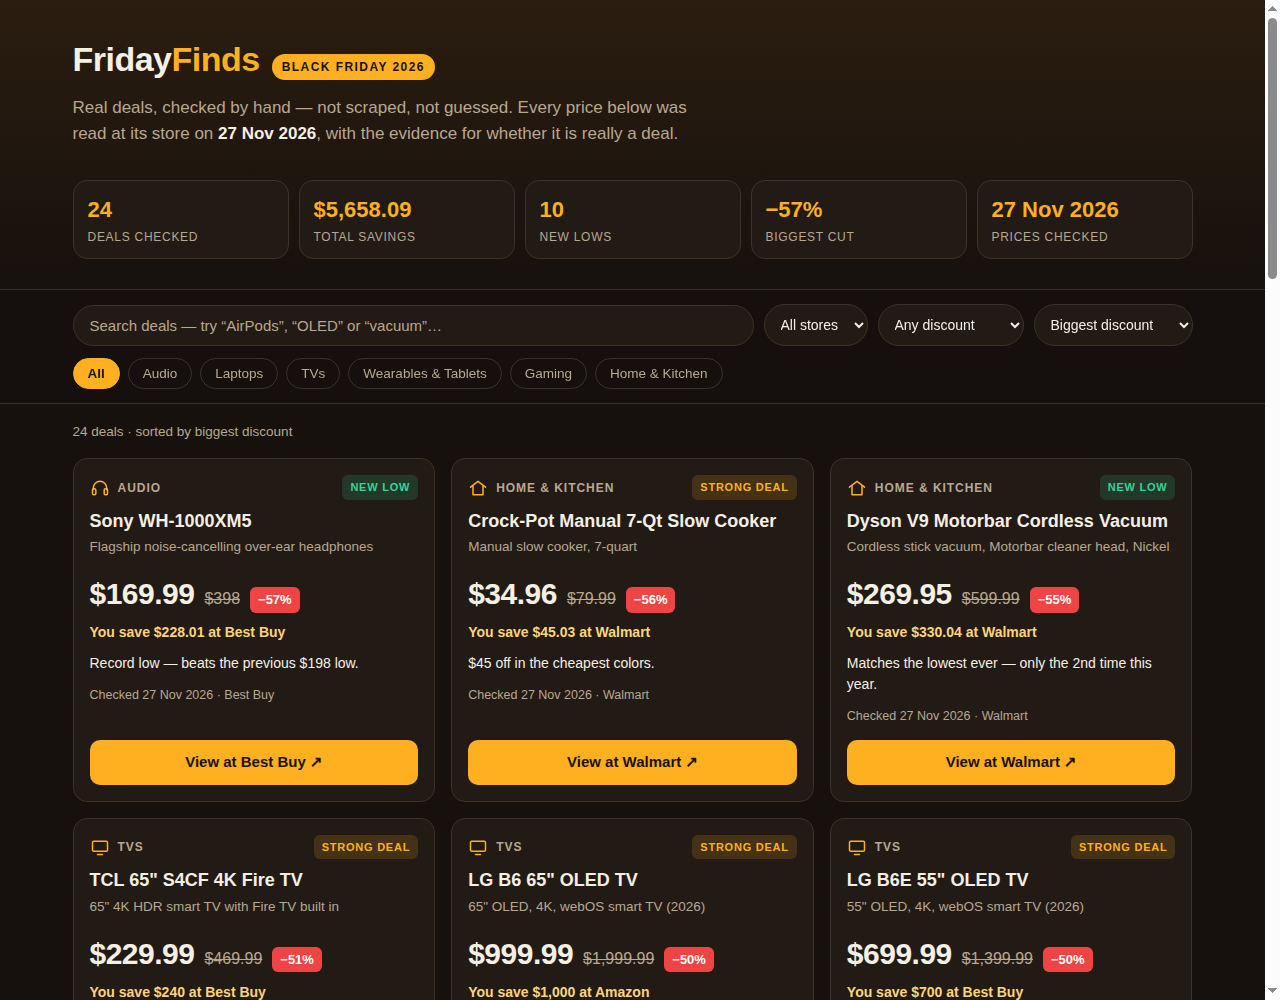 FridayFinds BLACK FRIDAY 2026
Real deals, checked by hand — not scraped, not guessed. Every price below was
read at its store on 27 Nov 2026, with the evidence for whether it is really a deal.
24
DEALS CHECKED
$5,658.09
TOTAL SAVINGS
10
NEW LOWS
−57%
BIGGEST CUT
27 Nov 2026
PRICES CHECKED
Search deals — try “AirPods”, “OLED” or “vacuum”…
All stores
Any discount
Biggest discount
All
Audio
Laptops
TVs
Wearables & Tablets
Gaming
Home & Kitchen
24 deals · sorted by biggest discount
AUDIO
NEW LOW
Sony WH-1000XM5
Flagship noise-cancelling over-ear headphones
$169.99 $398 −57%
You save $228.01 at Best Buy
Record low — beats the previous $198 low.
Checked 27 Nov 2026 · Best Buy
View at Best Buy ↗
HOME & KITCHEN
STRONG DEAL
Crock-Pot Manual 7-Qt Slow Cooker
Manual slow cooker, 7-quart
$34.96 $79.99 −56%
You save $45.03 at Walmart
$45 off in the cheapest colors.
Checked 27 Nov 2026 · Walmart
View at Walmart ↗
HOME & KITCHEN
NEW LOW
Dyson V9 Motorbar Cordless Vacuum
Cordless stick vacuum, Motorbar cleaner head, Nickel
$269.95 $599.99 −55%
You save $330.04 at Walmart
Matches the lowest ever — only the 2nd time this
year.
Checked 27 Nov 2026 · Walmart
View at Walmart ↗
TVS
STRONG DEAL
TCL 65" S4CF 4K Fire TV
65" 4K HDR smart TV with Fire TV built in
$229.99 $469.99 −51%
You save $240 at Best Buy
TVS
STRONG DEAL
LG B6 65" OLED TV
65" OLED, 4K, webOS smart TV (2026)
$999.99 $1,999.99 −50%
You save $1,000 at Amazon
TVS
STRONG DEAL
LG B6E 55" OLED TV
55" OLED, 4K, webOS smart TV (2026)
$699.99 $1,399.99 −50%
You save $700 at Best Buy